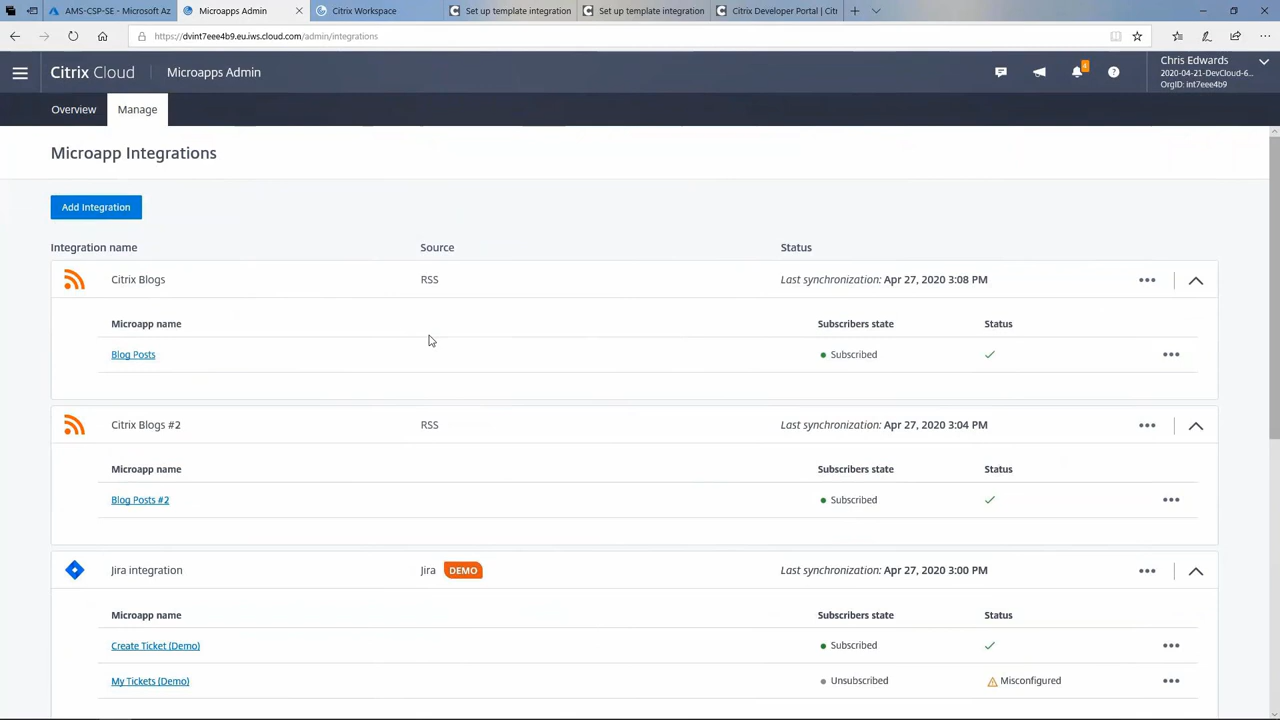 AMS-CSP-SE - Microsoft Az
Microapps Admin
Citrix Workspace
Set up template integration
Set up template integration
Citrix Developer Portal | Citr
https://dvint7eee4b9.eu.iws.cloud.com/admin/integrations
Citrix Cloud
Microapps Admin
4
Chris Edwards
2020-04-21-DevCloud-6...
OrgID: int7eee4b9
Overview
Manage
Microapp Integrations
Add Integration
Integration name Source Status
Citrix Blogs RSS Last synchronization: Apr 27, 2020 3:08 PM
Microapp name Subscribers state Status
Blog Posts Subscribed
Citrix Blogs #2 RSS Last synchronization: Apr 27, 2020 3:04 PM
Microapp name Subscribers state Status
Blog Posts #2 Subscribed
Jira integration Jira DEMO Last synchronization: Apr 27, 2020 3:00 PM
Microapp name Subscribers state Status
Create Ticket (Demo) Subscribed
My Tickets (Demo) Unsubscribed Misconfigured